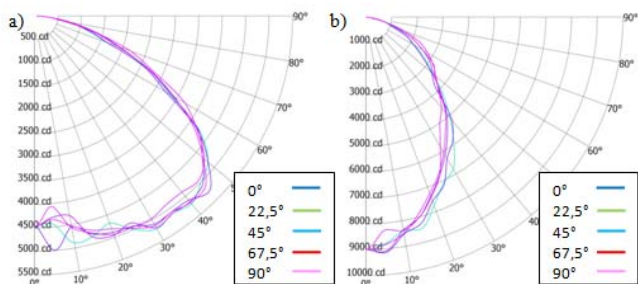 a)
90°
500 cd
1000 cd
1500 cd
2000 cd
2500 cd
3000 cd
3500 cd
4000 cd
4500 cd
5000 cd
5500 cd
80°
70°
60°
40°
30°
20°
10°
0°
0°
22,5°
45°
67,5°
90°
b)
90°
1000 cd
2000 cd
3000 cd
4000 cd
5000 cd
6000 cd
7000 cd
8000 cd
9000 cd
10000 cd
80°
70°
60°
40°
30°
20°
10°
0°
0°
22,5°
45°
67,5°
90°